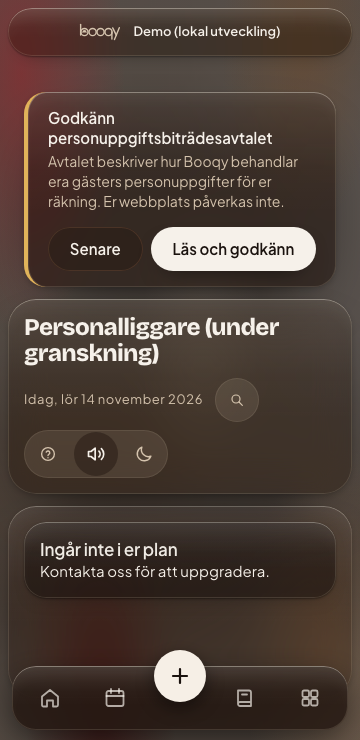 booqy Demo (lokal utveckling)
Godkänn
personuppgiftsbiträdesavtalet
Avtalet beskriver hur Booqy behandlar
era gästers personuppgifter för er
räkning. Er webbplats påverkas inte.
Senare Läs och godkänn
Personalliggare (under
granskning)
Idag, lör 14 november 2026
Ingår inte i er plan
Kontakta oss för att uppgradera.